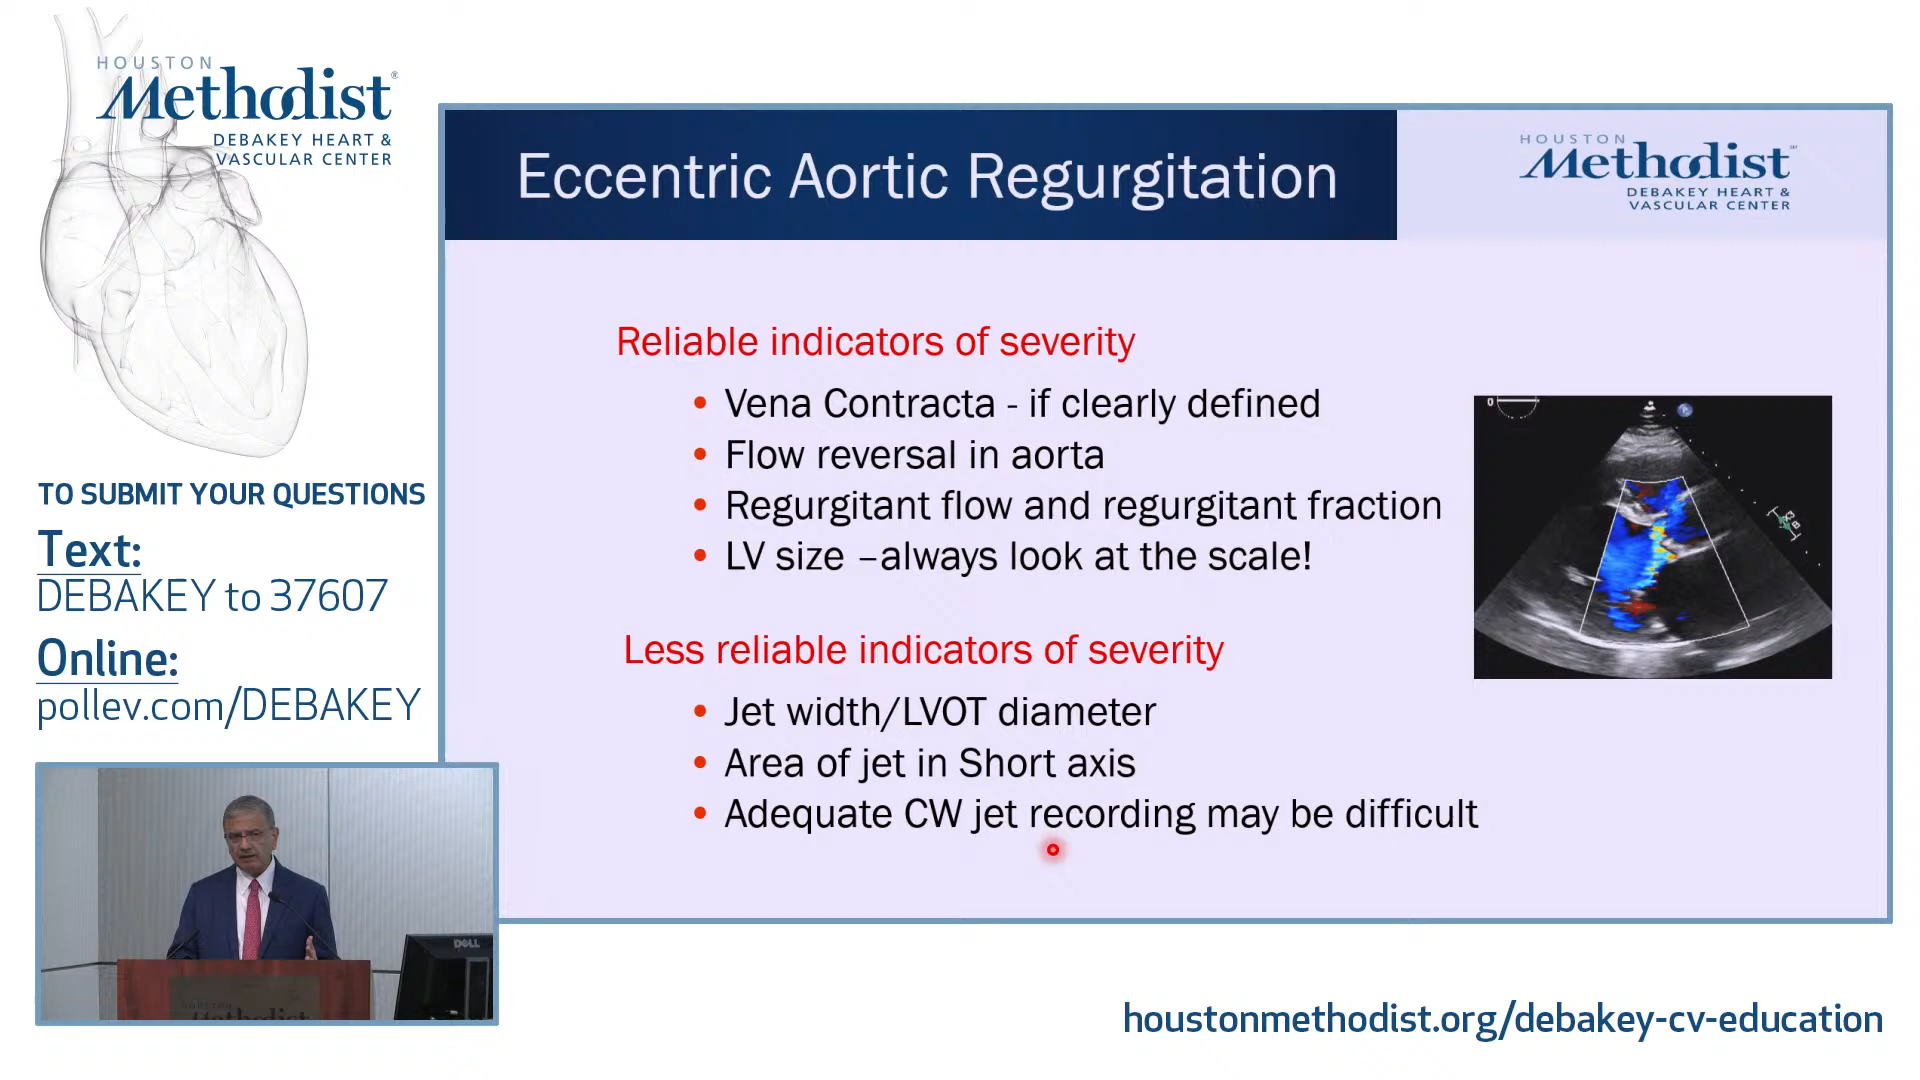 HOUSTON
Methodist®
DEBAKEY HEART &
VASCULAR CENTER
TO SUBMIT YOUR QUESTIONS
Text:
DEBAKEY to 37607
Online:
pollev.com/DEBAKEY
Eccentric Aortic Regurgitation
HOUSTON
Methodist
DEBAKEY HEART &
VASCULAR CENTER
Reliable indicators of severity
• Vena Contracta - if clearly defined
• Flow reversal in aorta
• Regurgitant flow and regurgitant fraction
• LV size –always look at the scale!
Less reliable indicators of severity
• Jet width/LVOT diameter
• Area of jet in Short axis
• Adequate CW jet recording may be difficult
0
DELL
HOUSTON
Methodist
houstonmethodist.org/debakey-cv-education